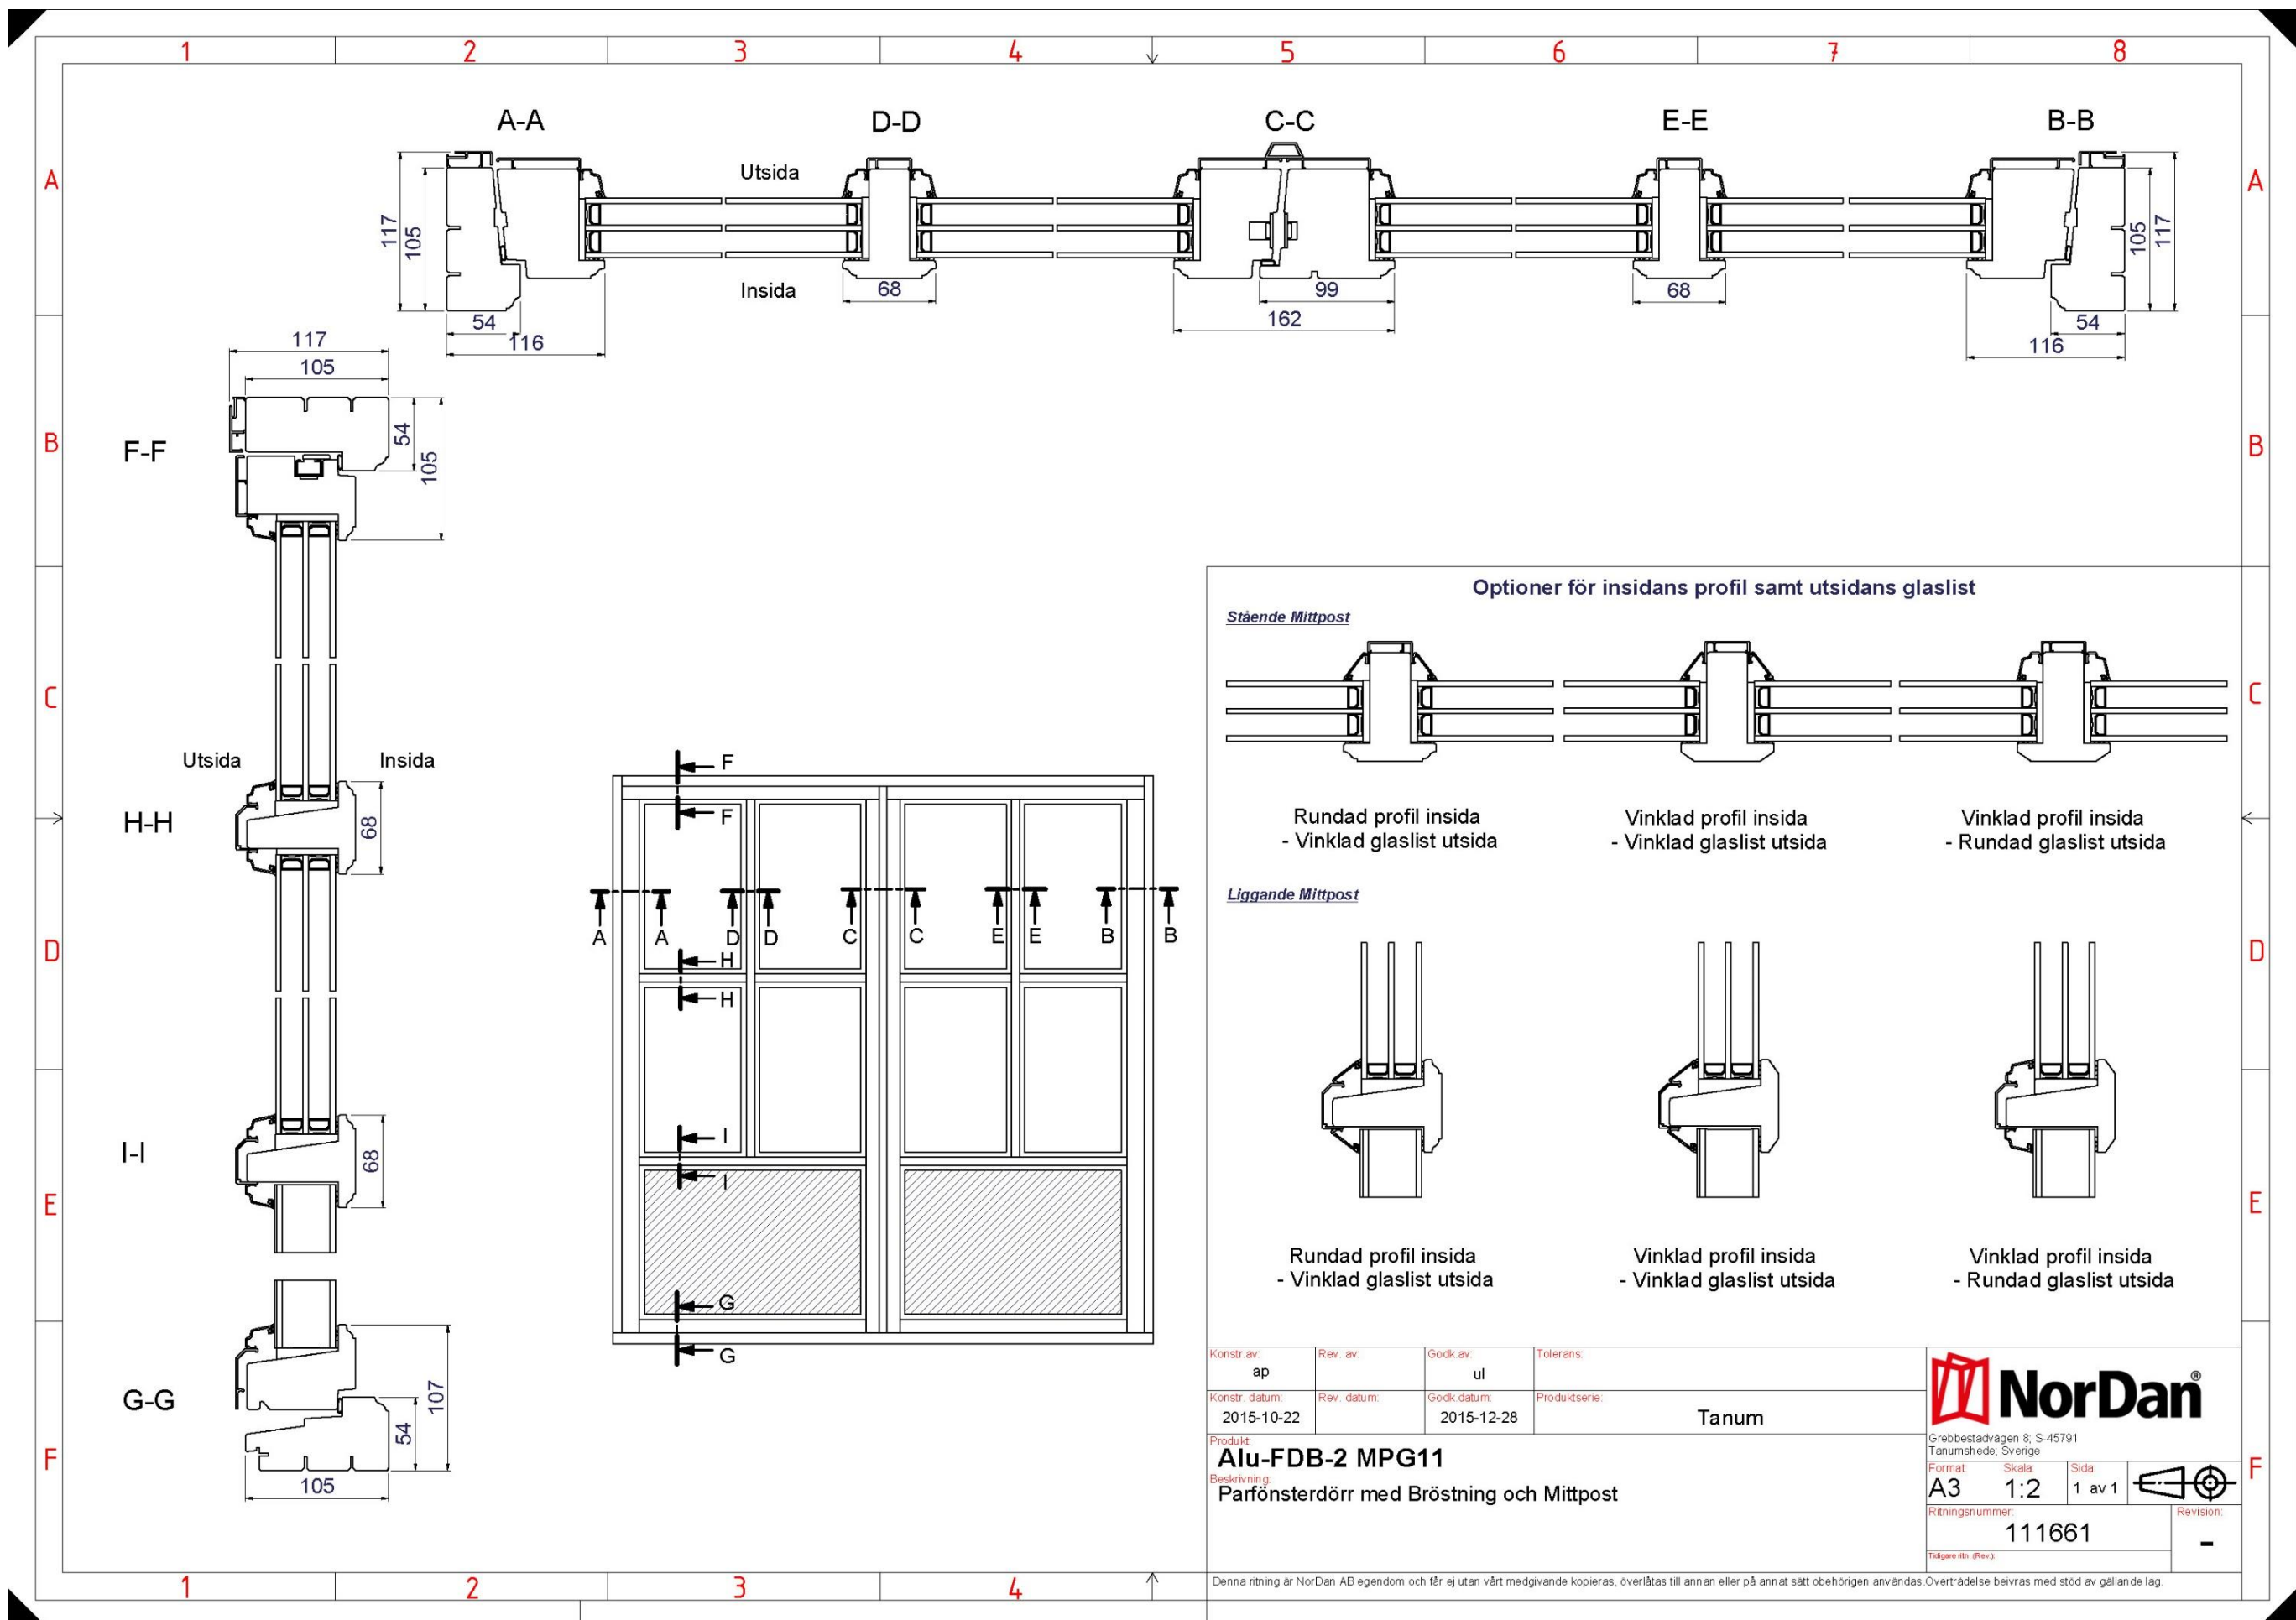 1 2 3 4 5 6 7 8
A-A D-D C-C E-E B-B
A Utsida A
117 105 105 117
Insida 68 99 68
54 162 54
116 116
117
105
B F-F 54 105 B
Optioner för insidans profil samt utsidans glaslist
Stående Mittpost
C C
Utsida Insida
F
F
H-H 68
Rundad profil insida
- Vinklad glaslist utsida
Vinklad profil insida
- Vinklad glaslist utsida
Vinklad profil insida
- Rundad glaslist utsida
Liggande Mittpost
A A D D C C E E B B
D D
H
H
I-I 68
I
I
E E
Rundad profil insida
- Vinklad glaslist utsida
Vinklad profil insida
- Vinklad glaslist utsida
Vinklad profil insida
- Rundad glaslist utsida
G
G
G-G 107 54
105
F F
Konstr.av: Rev. av: Godk.av: Tolerans:
ap ul
Konstr. datum: Rev. datum: Godk.datum: Produktserie:
2015-10-22 2015-12-28 Tanum
Produkt:
Alu-FDB-2 MPG11
Beskrivning:
Parfönsterdörr med Bröstning och Mittpost
NorDan®
Grebbestadvägen 8; S-45791
Tanumshede; Sverige
Format: Skala: Sida:
A3 1:2 1 av 1
Ritningsnummer: Revision:
111661 -
Tidigare ritn. (Rev.):
Denna ritning är NorDan AB egendom och får ej utan vårt medgivande kopieras, överlåtas till annan eller på annat sätt obehörigen användas.Överträdelse beivras med stöd av gällande lag.
1 2 3 4